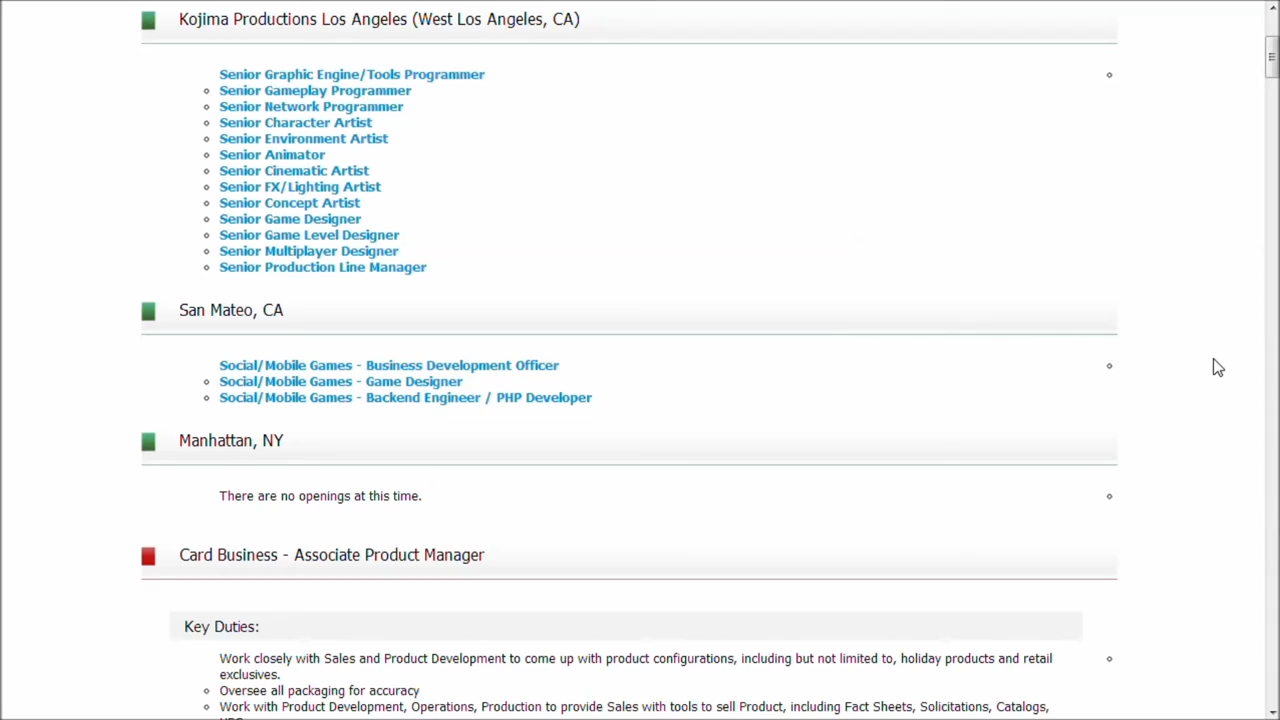 Kojima Productions Los Angeles (West Los Angeles, CA)
Senior Graphic Engine/Tools Programmer
Senior Gameplay Programmer
Senior Network Programmer
Senior Character Artist
Senior Environment Artist
Senior Animator
Senior Cinematic Artist
Senior FX/Lighting Artist
Senior Concept Artist
Senior Game Designer
Senior Game Level Designer
Senior Multiplayer Designer
Senior Production Line Manager
San Mateo, CA
Social/Mobile Games - Business Development Officer
Social/Mobile Games - Game Designer
Social/Mobile Games - Backend Engineer / PHP Developer
Manhattan, NY
There are no openings at this time.
Card Business - Associate Product Manager
Key Duties:
Work closely with Sales and Product Development to come up with product configurations, including but not limited to, holiday products and retail
exclusives.
Oversee all packaging for accuracy
Work with Product Development, Operations, Production to provide Sales with tools to sell Product, including Fact Sheets, Solicitations, Catalogs,